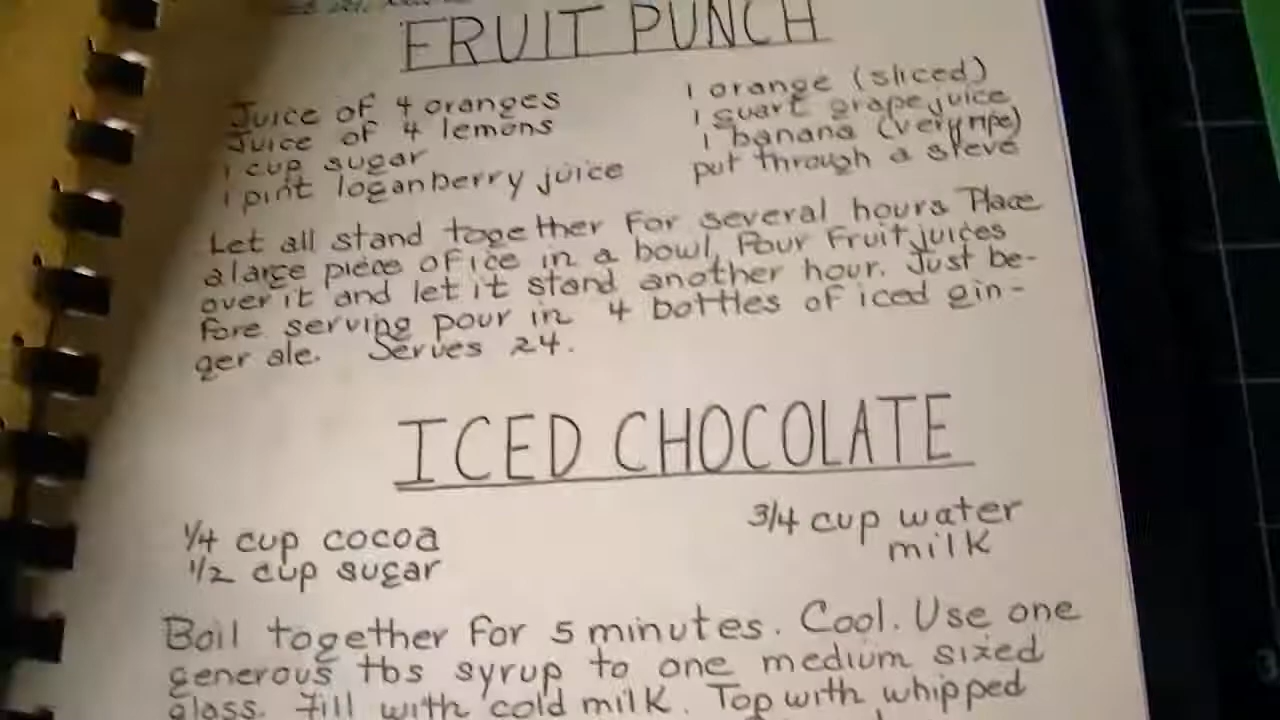 FRUIT PUNCH
Juice of 4 oranges
Juice of 4 lemons
1 cup sugar
1 pint loganberry juice
1 orange (sliced)
1 quart grapejuice
1 banana (very ripe)
put through a sieve
Let all stand together for several hours Place
a large piece of ice in a bowl, Pour fruit juices
over it and let it stand another hour. Just be-
fore serving pour in 4 bottles of iced gin-
ger ale. Serves 24.
ICED CHOCOLATE
1/4 cup cocoa
1/2 cup sugar
3/4 cup water
milk
Boil together for 5 minutes. Cool. Use one
generous tbs syrup to one medium sized
glass. Fill with cold milk. Top with whipped